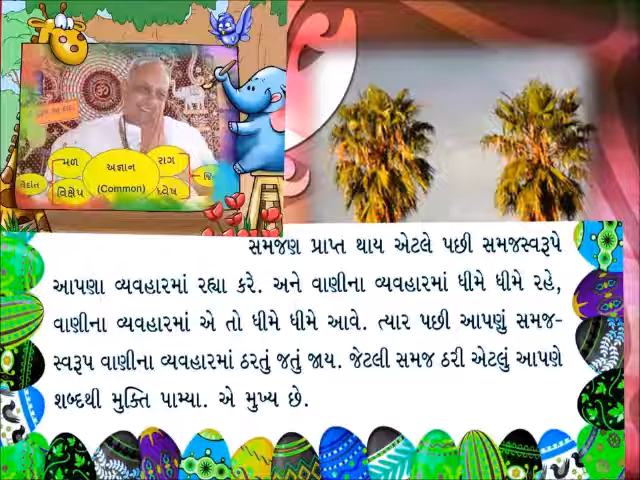 મળ
અજ્ઞાન
રાગ
(Common)
વિક્ષેપ
દ્વેષ
સમજણ પ્રાપ્ત થાય એટલે પછી સમજસ્વરૂપે
આપણા વ્યવહારમાં રહ્યા કરે. અને વાણીના વ્યવહારમાં ધીમે ધીમે રહે,
વાણીના વ્યવહારમાં એ તો ધીમે ધીમે આવે. ત્યાર પછી આપણું સમજ-
સ્વરૂપ વાણીના વ્યવહારમાં ઠરતું જતું જાય. જેટલી સમજ ઠરી એટલું આપણે
શબ્દથી મુક્તિ પામ્યા. એ મુખ્ય છે.